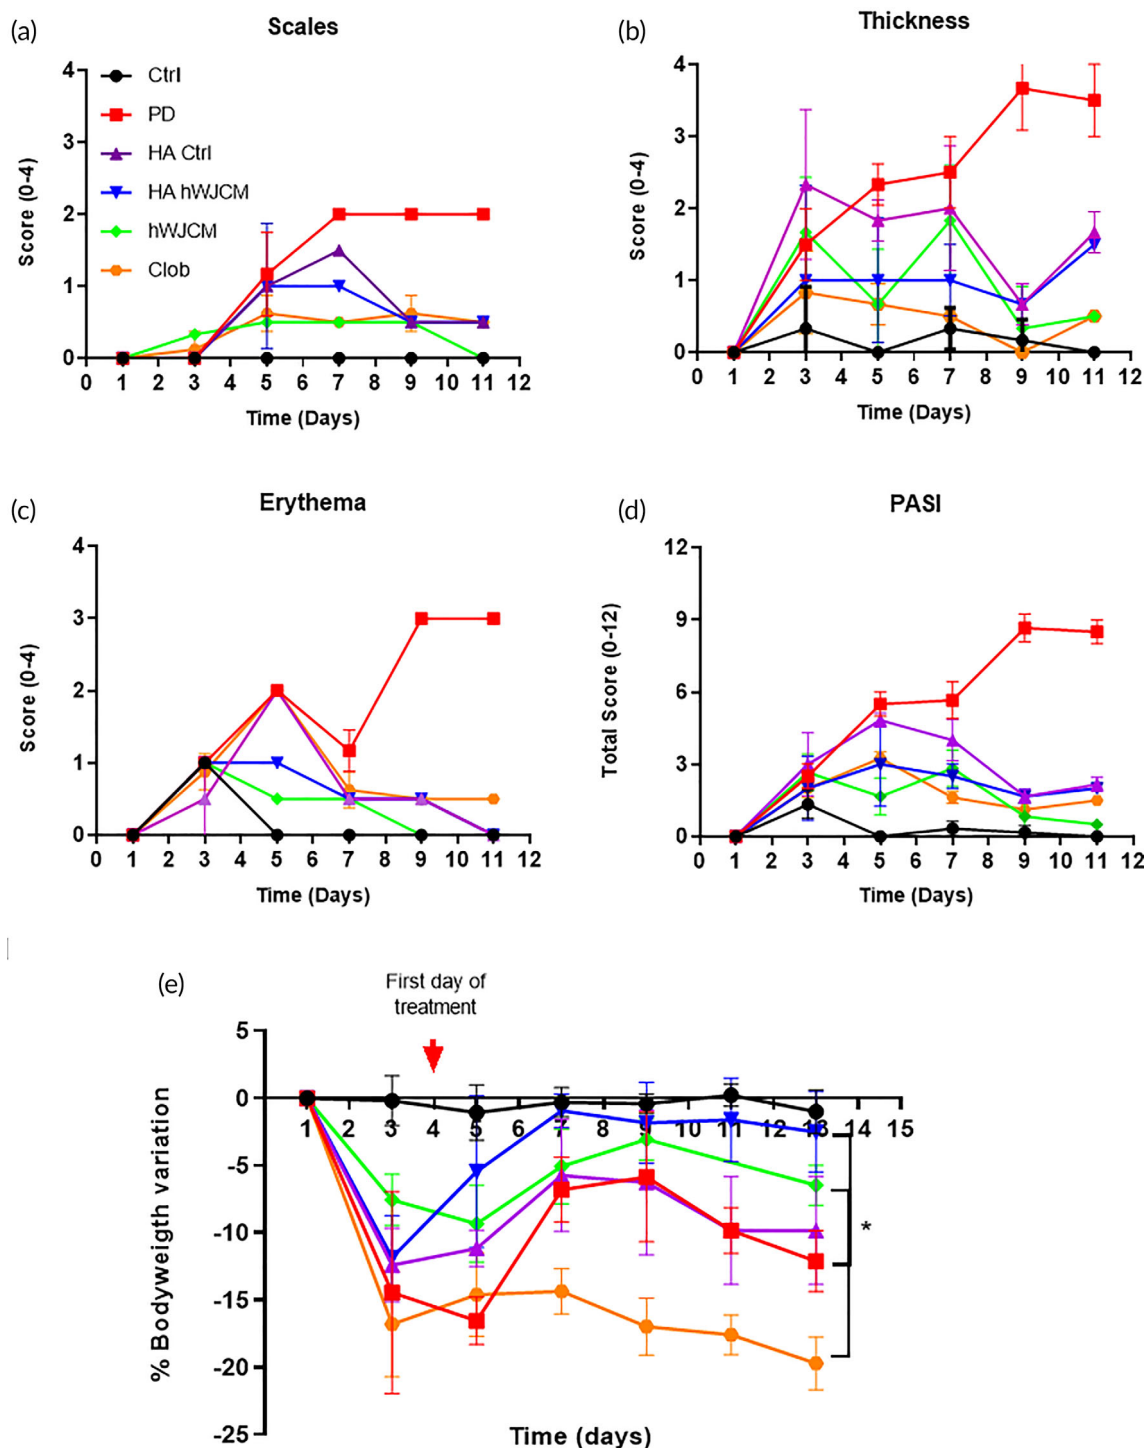 (a)
Scales
4
3
2
1
0
Score (0-4)
Ctrl
PD
HA Ctrl
HA hWJCM
hWJCM
Clob
0 1 2 3 4 5 6 7 8 9 10 11 12
Time (Days)
(b)
Thickness
4
3
2
1
0
Score (0-4)
0 1 2 3 4 5 6 7 8 9 10 11 12
Time (Days)
(c)
Erythema
4
3
2
1
0
Score (0-4)
0 1 2 3 4 5 6 7 8 9 10 11 12
Time (Days)
(d)
PASI
12
9
6
3
0
Total Score (0-12)
0 1 2 3 4 5 6 7 8 9 10 11 12
Time (Days)
(e)
First day of
treatment
5
0
-5
-10
-15
-20
-25
% Bodyweigth variation
1 2 3 4 5 6 7 8 9 10 11 12 13 14 15
*
Time (days)